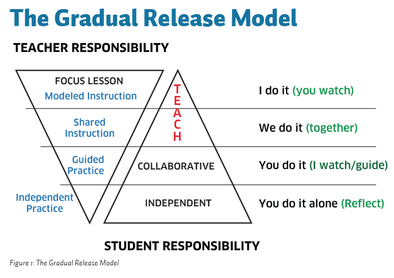 The Gradual Release Model
TEACHER RESPONSIBILITY
FOCUS LESSON
Modeled Instruction
TEACH
I do it (you watch)
Shared
Instruction
We do it (together)
Guided
Practice
COLLABORATIVE
You do it (I watch/guide)
Independent
Practice
INDEPENDENT
You do it alone (Reflect)
STUDENT RESPONSIBILITY
Figure 1: The Gradual Release Model